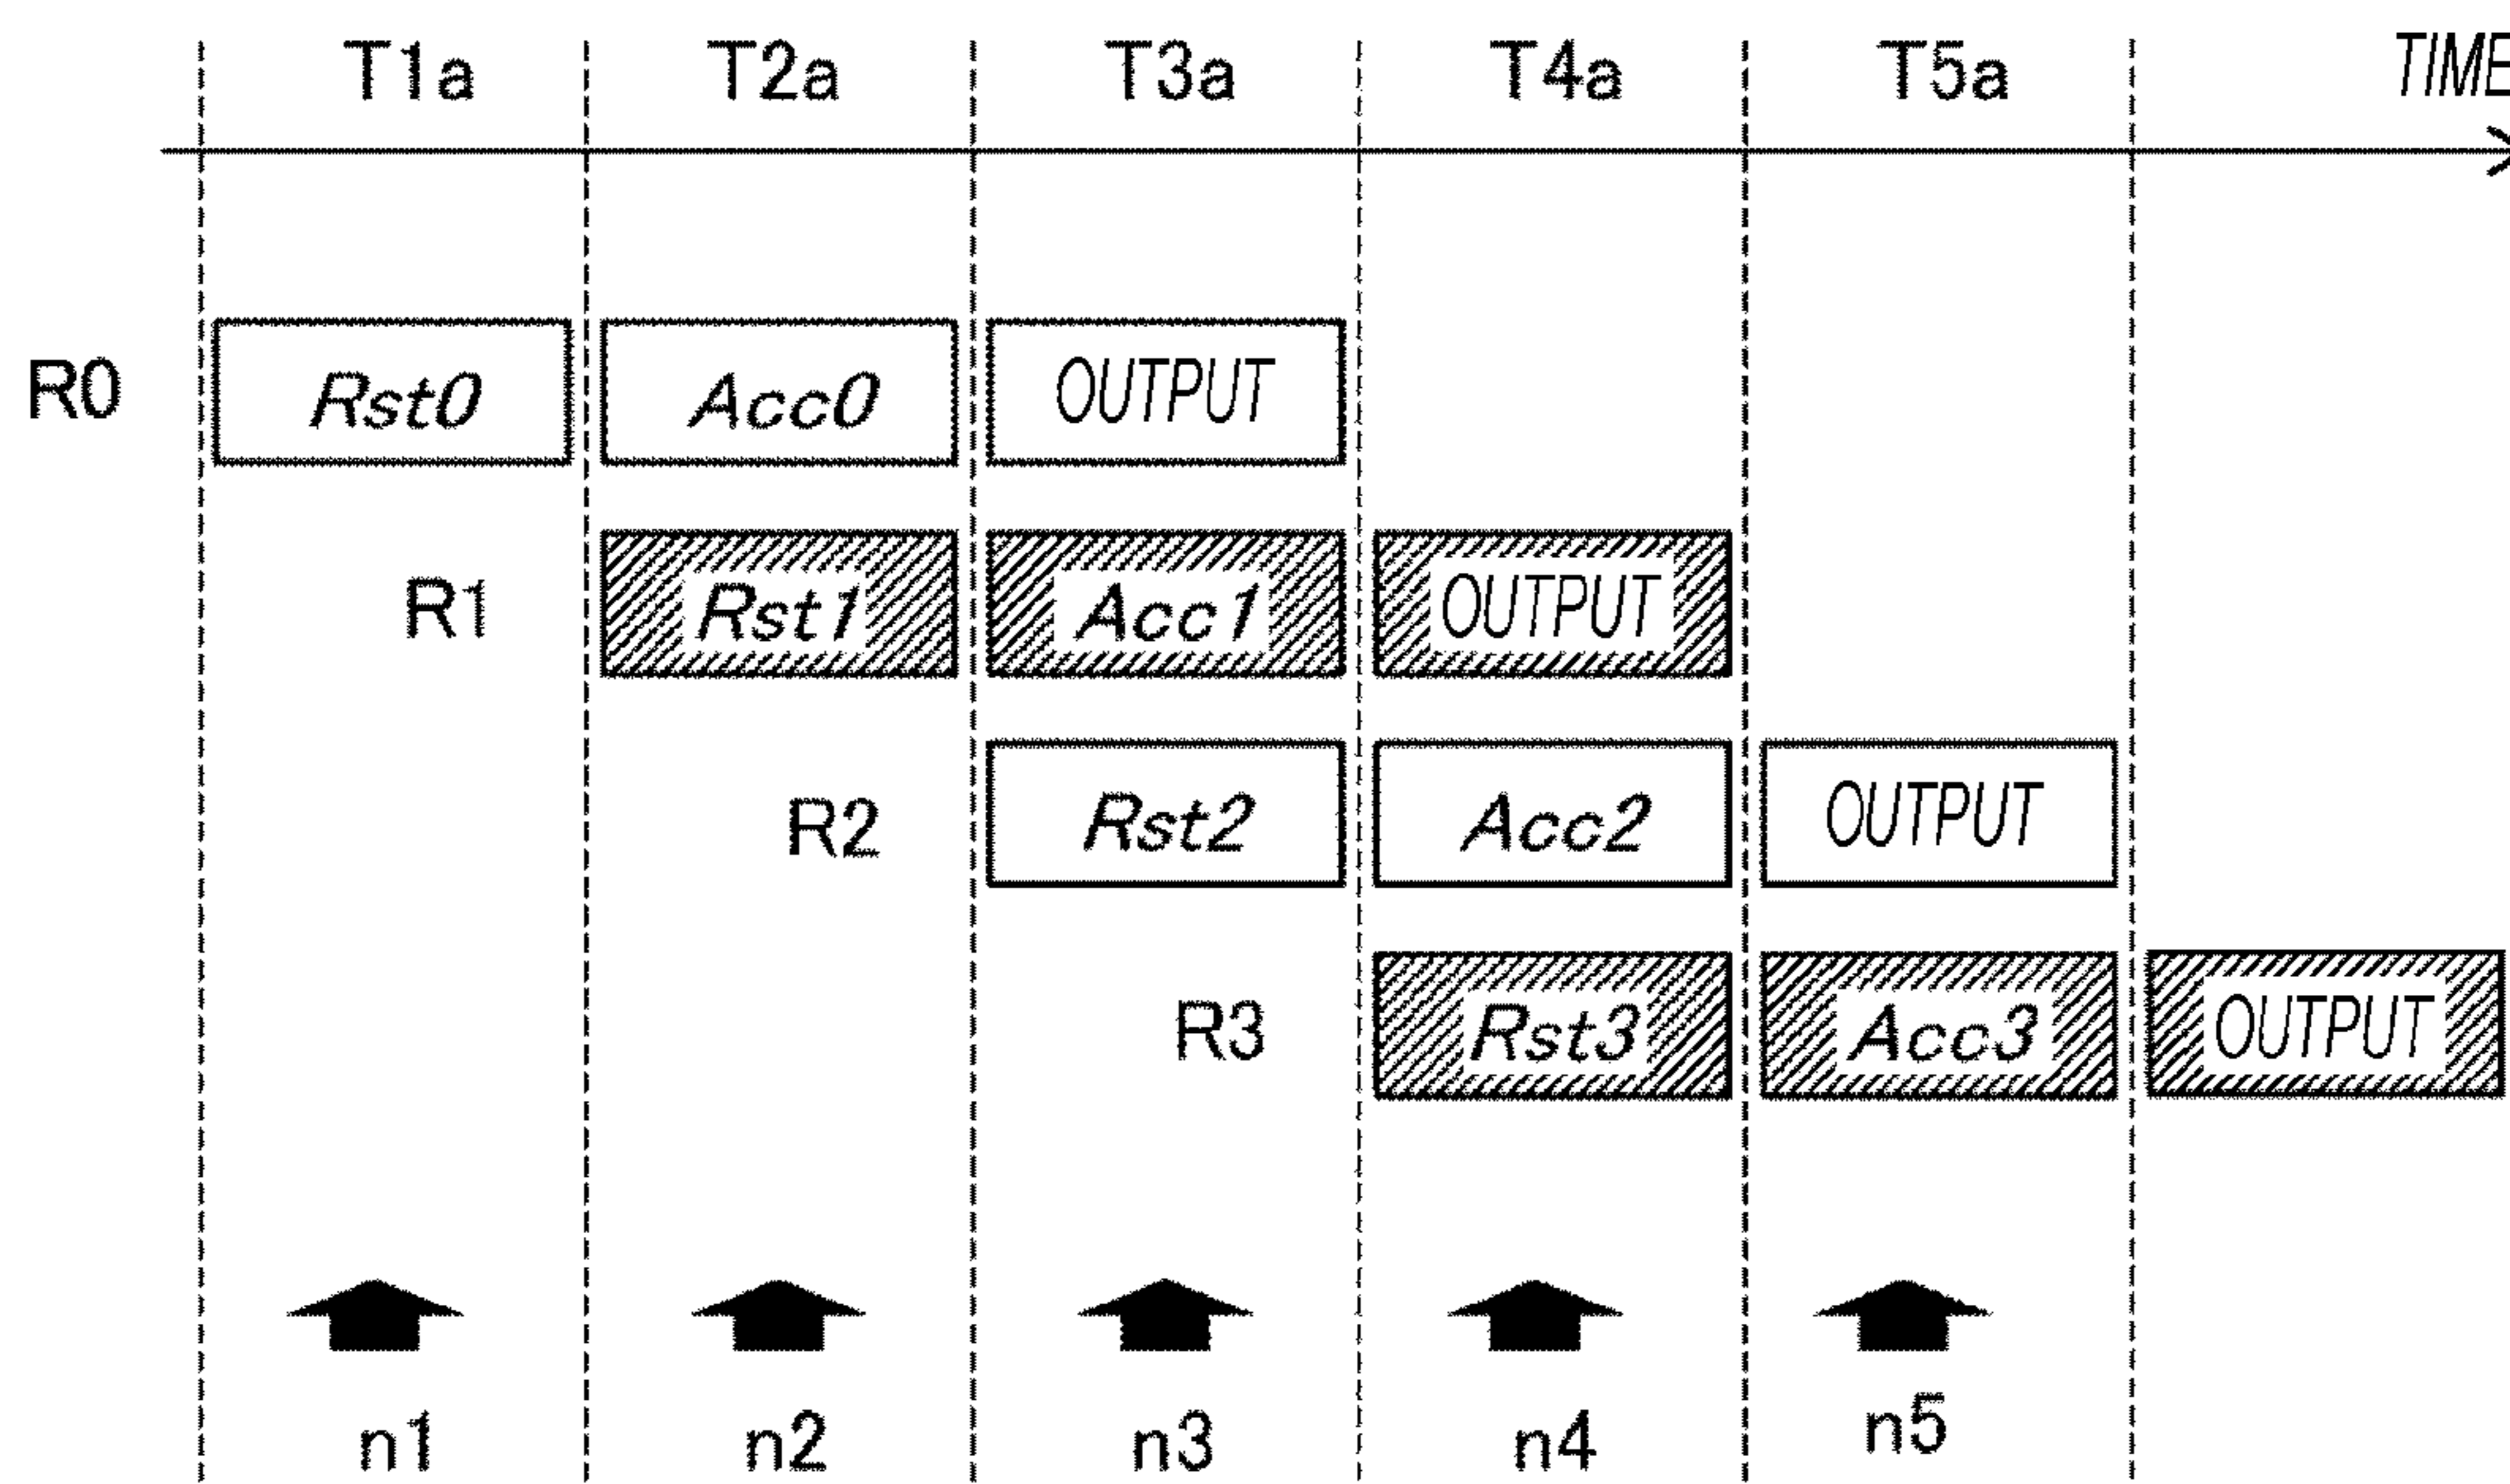 T1a T2a T3a T4a T5a TIME
R0 Rst0 Acc0 OUTPUT
R1 Rst1 Acc1 OUTPUT
R2 Rst2 Acc2 OUTPUT
R3 Rst3 Acc3 OUTPUT
n1 n2 n3 n4 n5